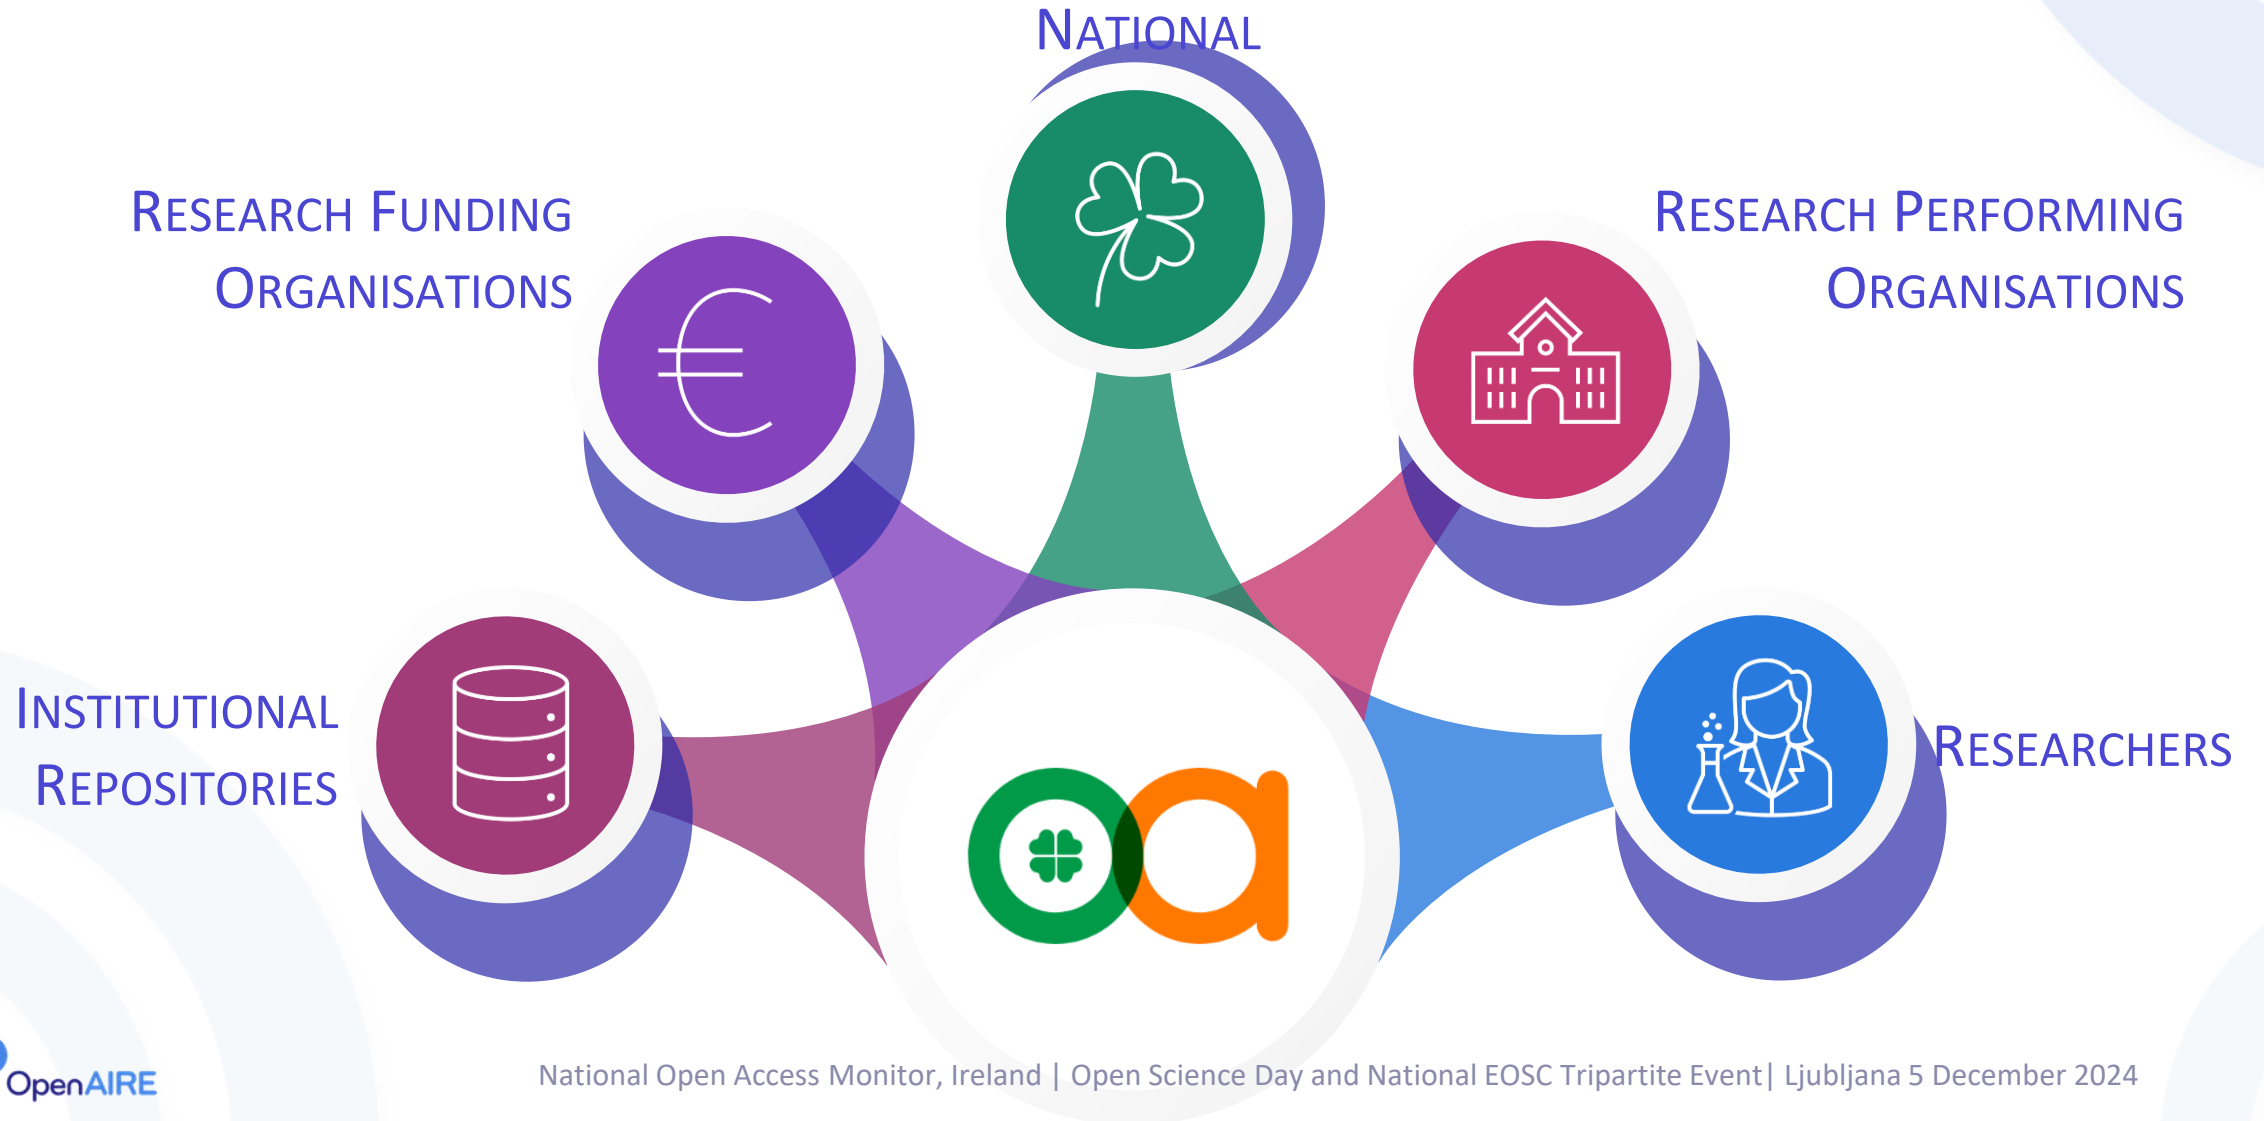 National
Research Funding
Organisations
Research Performing
Organisations
Institutional
Repositories
Researchers
oa
OpenAIRE
National Open Access Monitor, Ireland | Open Science Day and National EOSC Tripartite Event| Ljubljana 5 December 2024